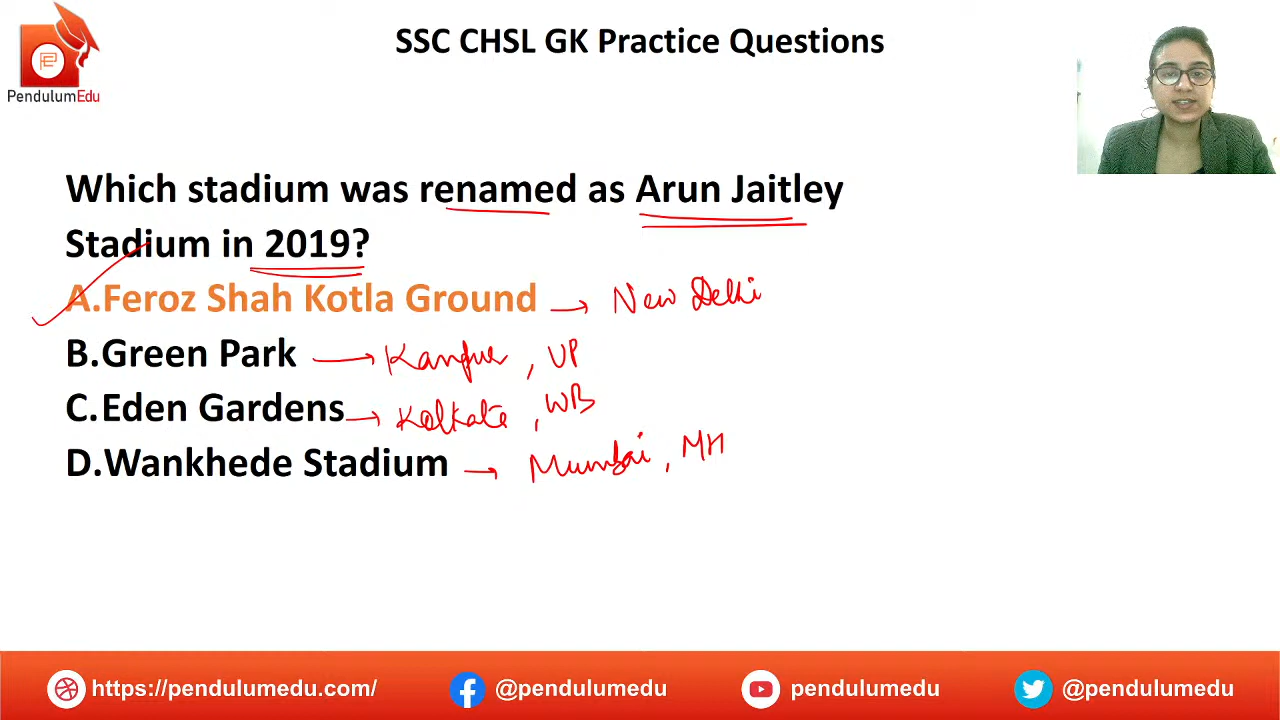 SSC CHSL GK Practice Questions
PendulumEdu
Which stadium was renamed as Arun Jaitley
Stadium in 2019?
A.Feroz Shah Kotla Ground → New Delhi
B.Green Park → Kanpur, UP
C.Eden Gardens → Kolkata, WB
D.Wankhede Stadium → Mumbai, MH
https://pendulumedu.com/ @pendulumedu pendulumedu @pendulumedu